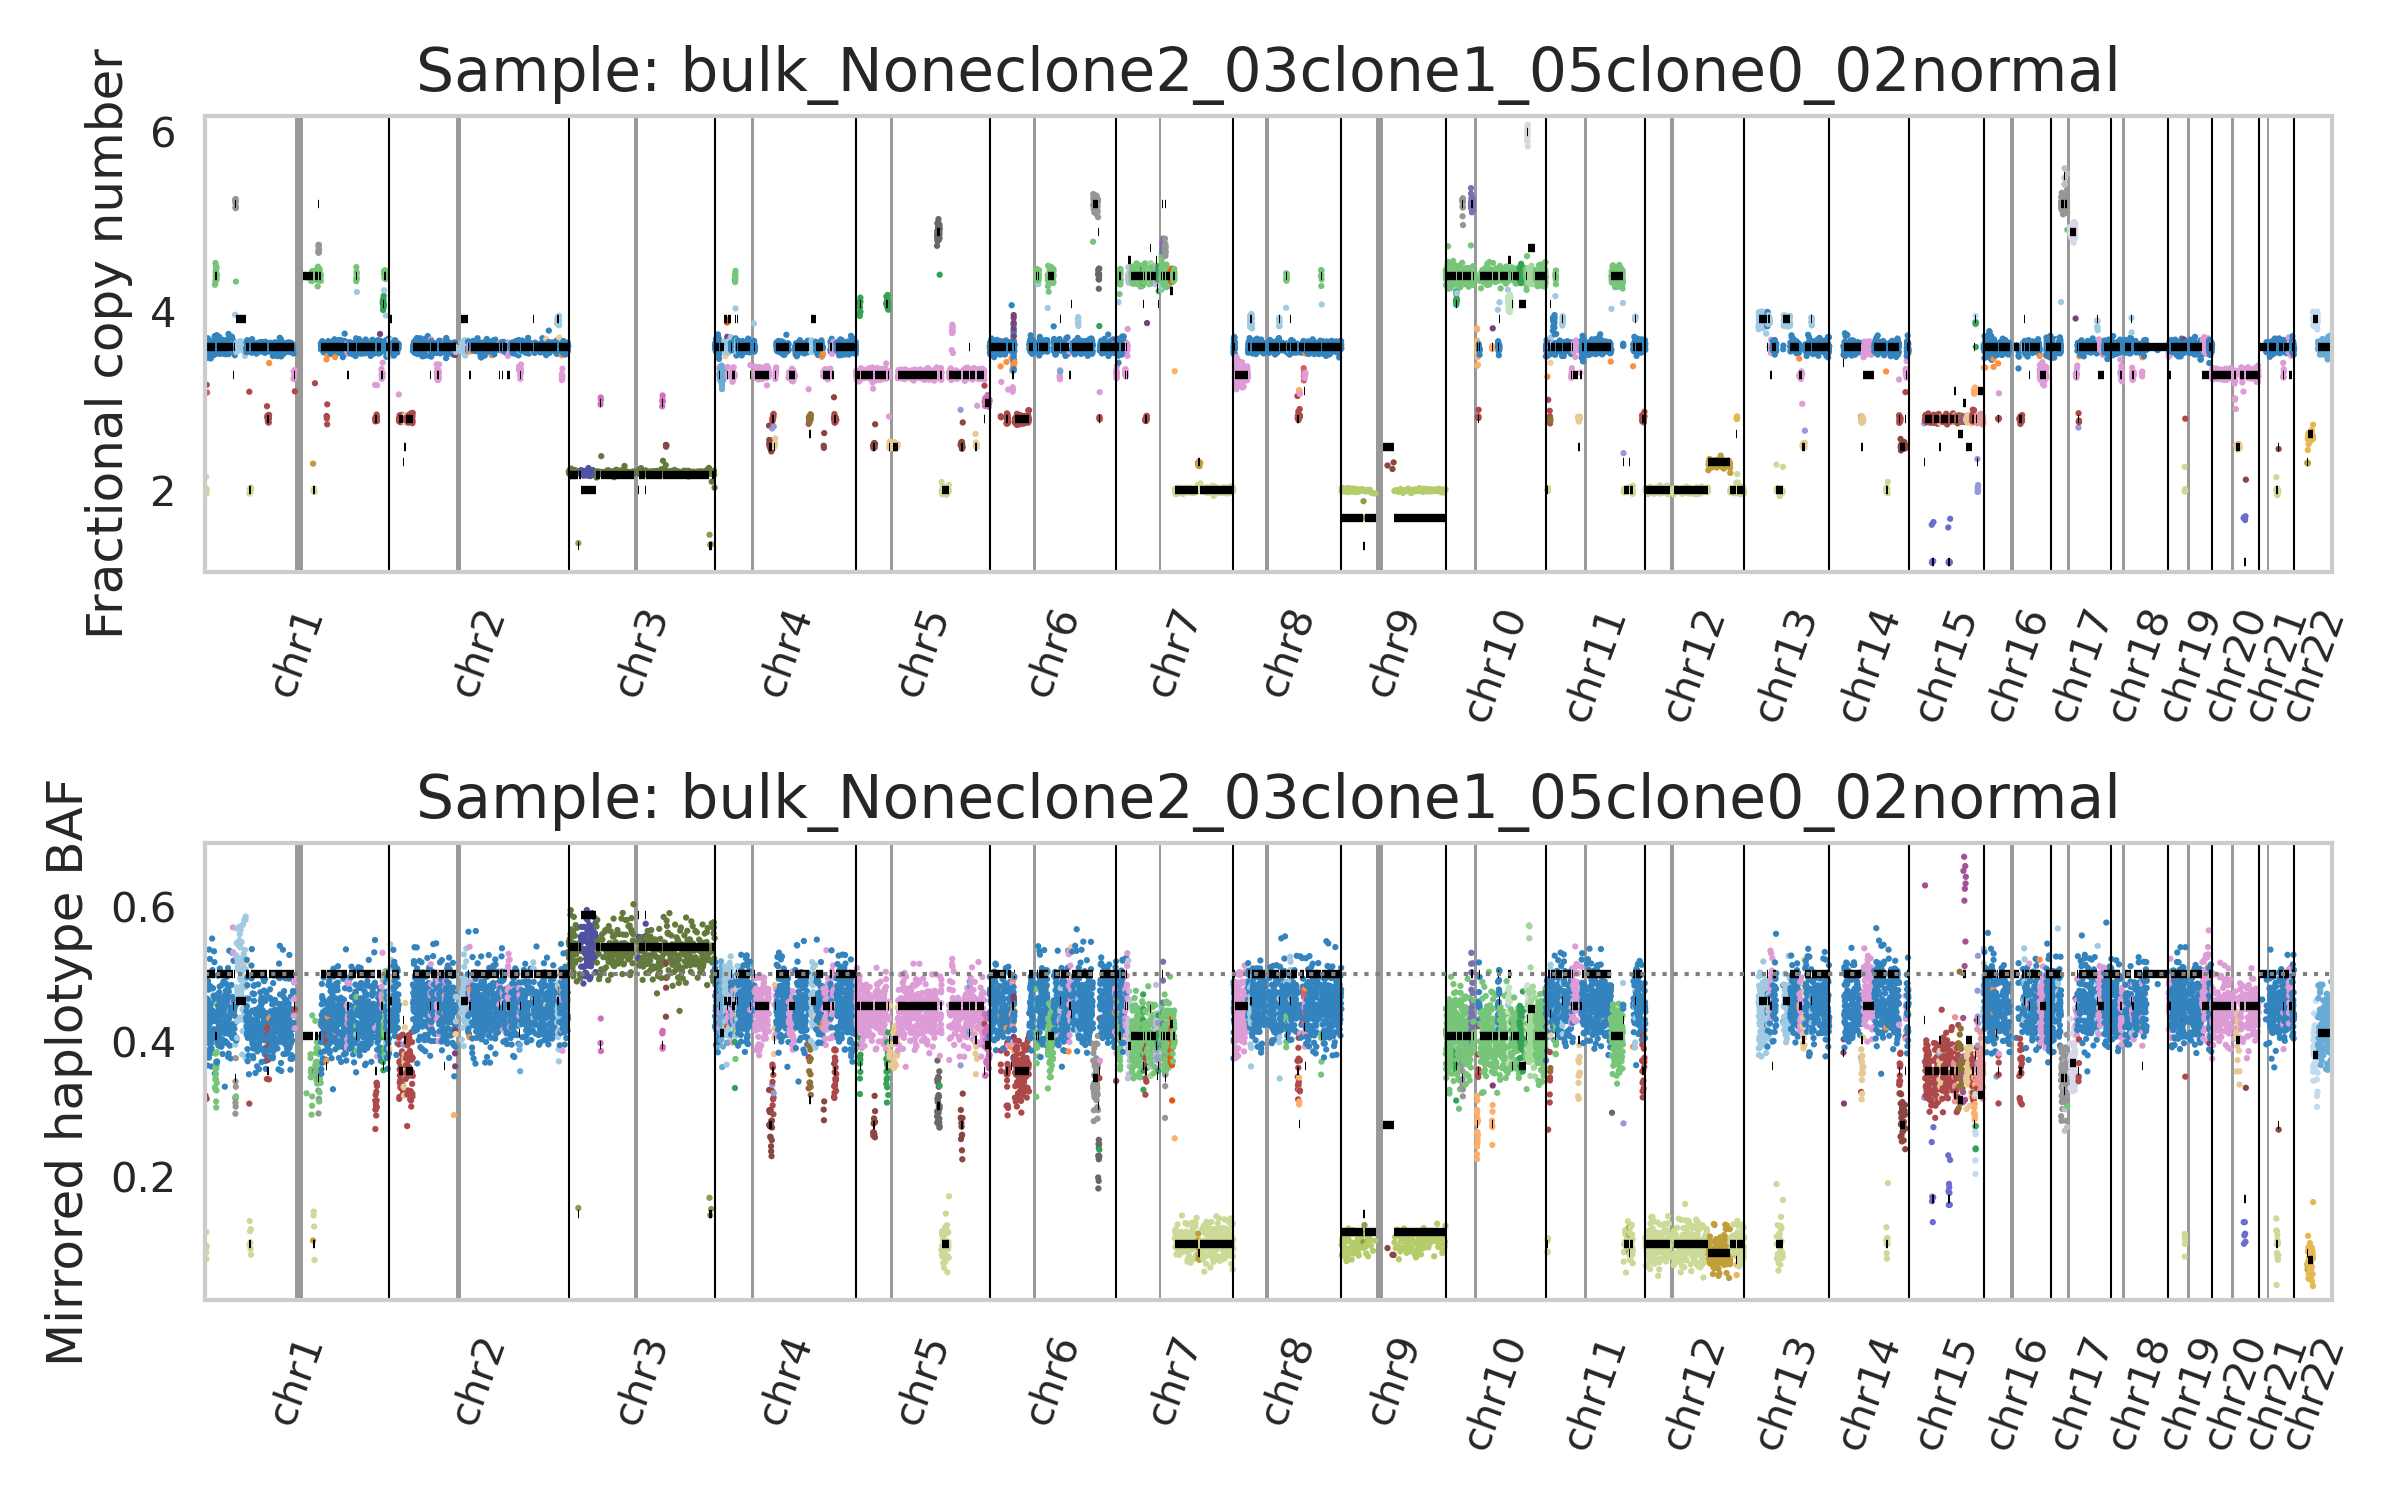 Sample: bulk_Noneclone2_03clone1_05clone0_02normal
Fractional copy number
6
4
2
chr1
chr2
chr3
chr4
chr5
chr6
chr7
chr8
chr9
chr10
chr11
chr12
chr13
chr14
chr15
chr16
chr17
chr18
chr19
chr20
chr21
chr22
Sample: bulk_Noneclone2_03clone1_05clone0_02normal
Mirrored haplotype BAF
0.6
0.4
0.2
chr1
chr2
chr3
chr4
chr5
chr6
chr7
chr8
chr9
chr10
chr11
chr12
chr13
chr14
chr15
chr16
chr17
chr18
chr19
chr20
chr21
chr22